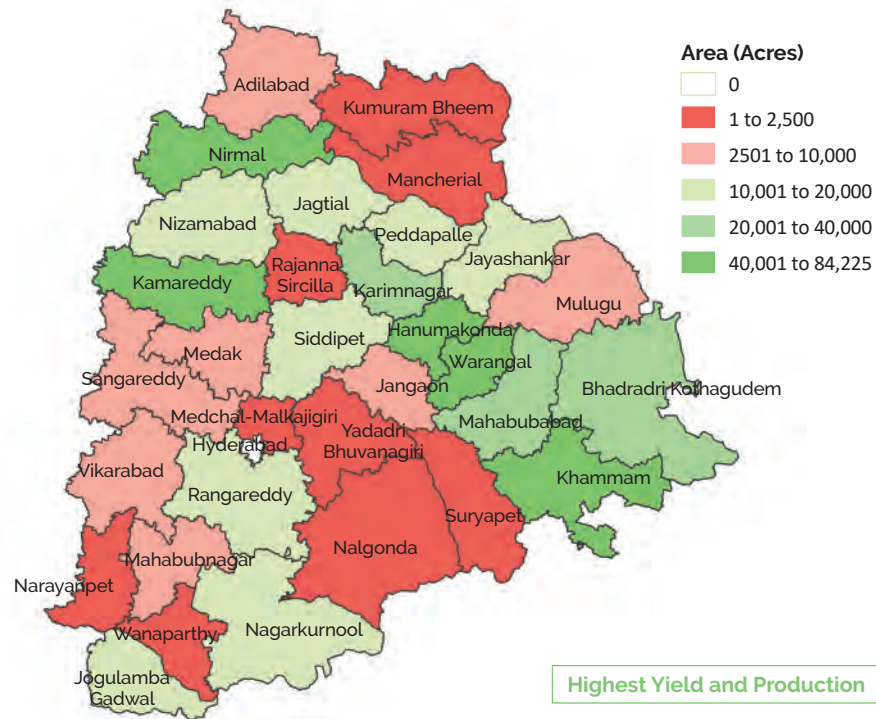 Area (Acres)
0
1 to 2,500
2501 to 10,000
10,001 to 20,000
20,001 to 40,000
40,001 to 84,225
Adilabad
Kumuram Bheem
Nirmal
Mancherial
Jagtial
Nizamabad
Peddapalle
Jayashankar
Rajanna
Sircilla
Kamareddy
Karimnagar
Mulugu
Hanumakonda
Siddipet
Medak
Warangal
Sangareddy
Jangaon
Bhadradri Kothagudem
Medchal-Malkajigiri
Mahabubabad
Yadadri
Bhuvanagiri
Hyderabad
Vikarabad
Khammam
Rangareddy
Suryapet
Nalgonda
Mahabubnagar
Narayanpet
Wanaparthy
Nagarkurnool
Jogulamba
Gadwal
Highest Yield and Production